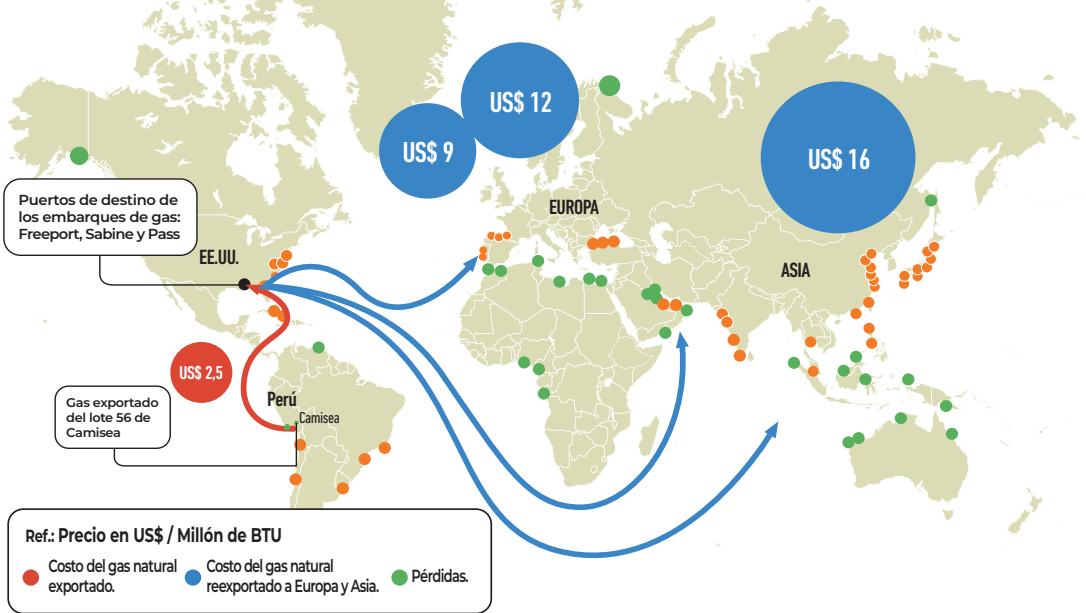 US$ 12
US$ 9
US$ 16
Puertos de destino de
los embarques de gas:
Freeport, Sabine y Pass
EUROPA
EE.UU.
ASIA
US$ 2,5
Gas exportado
del lote 56 de
Camisea
Perú
Camisea
Ref.: Precio en US$ / Millón de BTU
Costo del gas natural
exportado.
Costo del gas natural
reexportado a Europa y Asia.
Pérdidas.